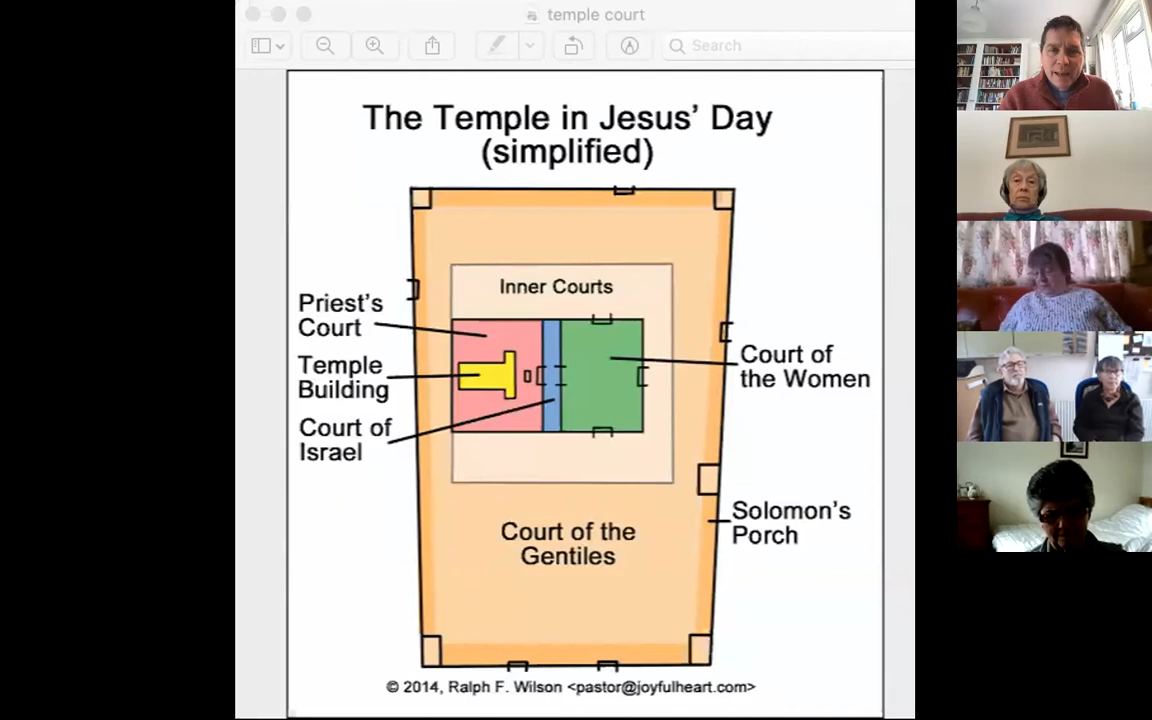 temple court
Search
The Temple in Jesus' Day
(simplified)
Inner Courts
Priest's
Court
Temple
Building
Court of
Israel
Court of
the Women
Solomon's
Porch
Court of the
Gentiles
© 2014, Ralph F. Wilson <pastor@joyfulheart.com>